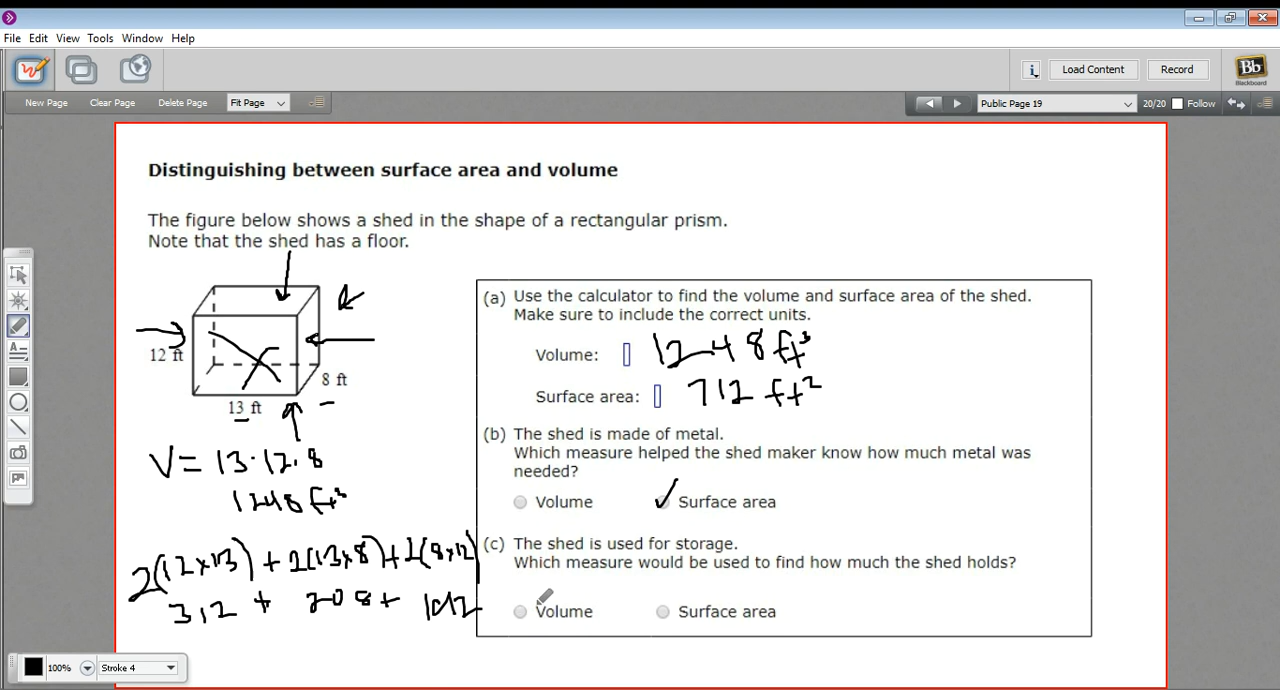 File Edit View Tools Window Help
Load Content Record Bb
Blackboard
New Page Clear Page Delete Page Fit Page Public Page 19 20/20 Follow
Distinguishing between surface area and volume
The figure below shows a shed in the shape of a rectangular prism.
Note that the shed has a floor.
12 ft
8 ft
13 ft
V = 13·12·8
1248 ft³
2(12x13) + 2(13x8) + 2(8x12)
312 + 208 + 192
(a) Use the calculator to find the volume and surface area of the shed.
Make sure to include the correct units.
Volume: 1248 ft³
Surface area: 712 ft²
(b) The shed is made of metal.
Which measure helped the shed maker know how much metal was
needed?
Volume Surface area
(c) The shed is used for storage.
Which measure would be used to find how much the shed holds?
Volume Surface area
100% Stroke 4